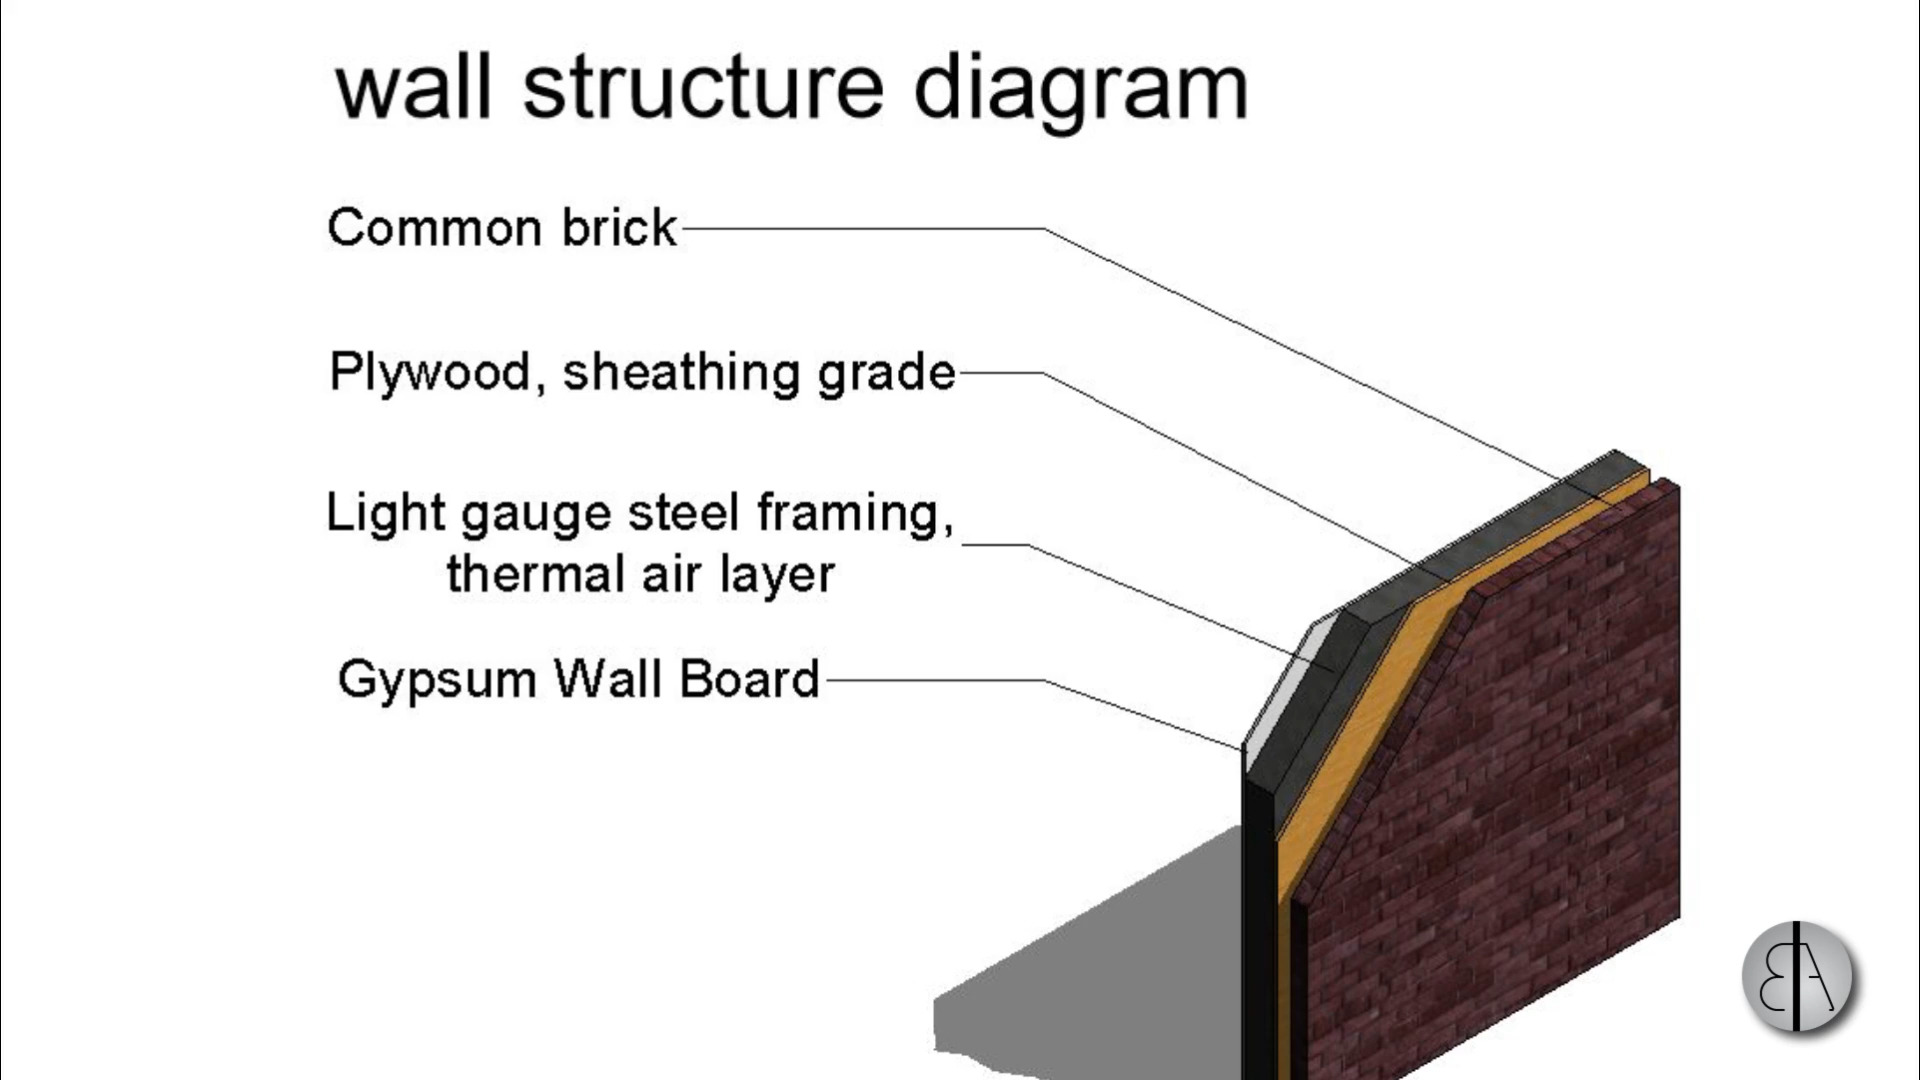 wall structure diagram
Common brick
Plywood, sheathing grade
Light gauge steel framing,
thermal air layer
Gypsum Wall Board